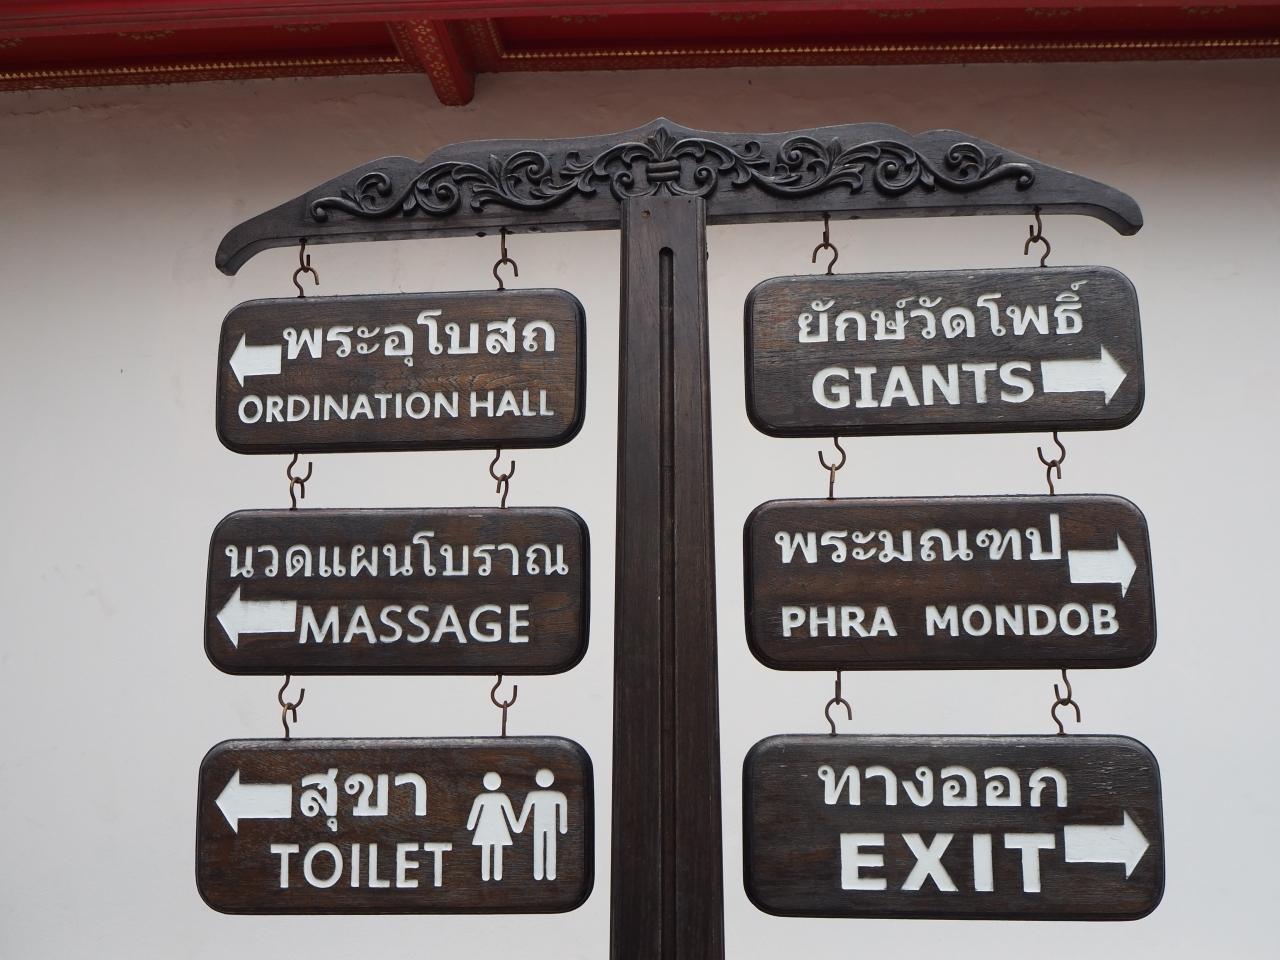 พระอุโบสถ
ORDINATION HALL
นวดแผนโบราณ
MASSAGE
สุขา
TOILET
ยักษ์วัดโพธิ์
GIANTS
พระมณฑป
PHRA MONDOB
ทางออก
EXIT